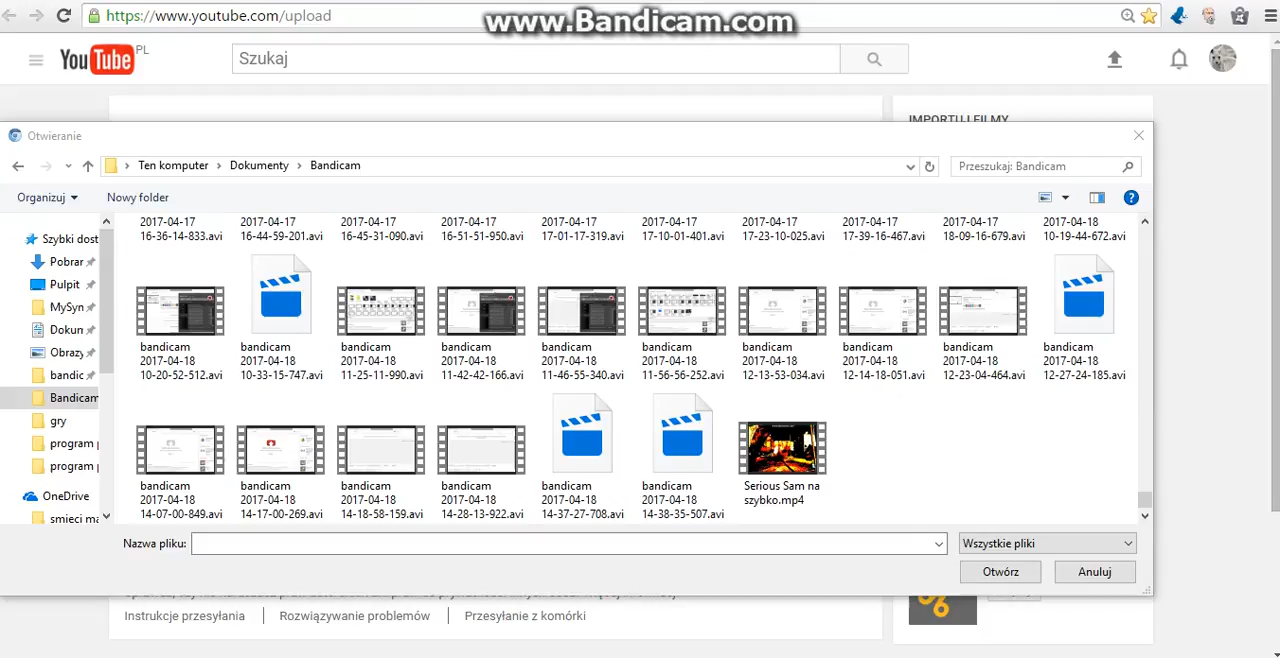 https://www.youtube.com/upload
www.Bandicam.com
YouTube PL
Szukaj
IMPORTUJ FILMY
Otwieranie
Ten komputer > Dokumenty > Bandicam
Przeszukaj: Bandicam
Organizuj
Nowy folder
Szybki dost
Pobrar
Pulpit
MySyn
Dokun
Obrazy
bandic
Bandicam
gry
program p
program p
OneDrive
smieci ma
2017-04-17 2017-04-17 2017-04-17 2017-04-17 2017-04-17 2017-04-17 2017-04-17 2017-04-17 2017-04-17 2017-04-18
16-36-14-833.avi 16-44-59-201.avi 16-45-31-090.avi 16-51-51-950.avi 17-01-17-319.avi 17-10-01-401.avi 17-23-10-025.avi 17-39-16-467.avi 18-09-16-679.avi 10-19-44-672.avi
bandicam bandicam bandicam bandicam bandicam bandicam bandicam bandicam bandicam bandicam
2017-04-18 2017-04-18 2017-04-18 2017-04-18 2017-04-18 2017-04-18 2017-04-18 2017-04-18 2017-04-18 2017-04-18
10-20-52-512.avi 10-33-15-747.avi 11-25-11-990.avi 11-42-42-166.avi 11-46-55-340.avi 11-56-56-252.avi 12-13-53-034.avi 12-14-18-051.avi 12-23-04-464.avi 12-27-24-185.avi
bandicam bandicam bandicam bandicam bandicam bandicam Serious Sam na
2017-04-18 2017-04-18 2017-04-18 2017-04-18 2017-04-18 2017-04-18 szybko.mp4
14-07-00-849.avi 14-17-00-269.avi 14-18-58-159.avi 14-28-13-922.avi 14-37-27-708.avi 14-38-35-507.avi
Nazwa pliku:
Wszystkie pliki
Otwórz
Anuluj
Instrukcje przesyłania
Rozwiązywanie problemów
Przesyłanie z komórki
%